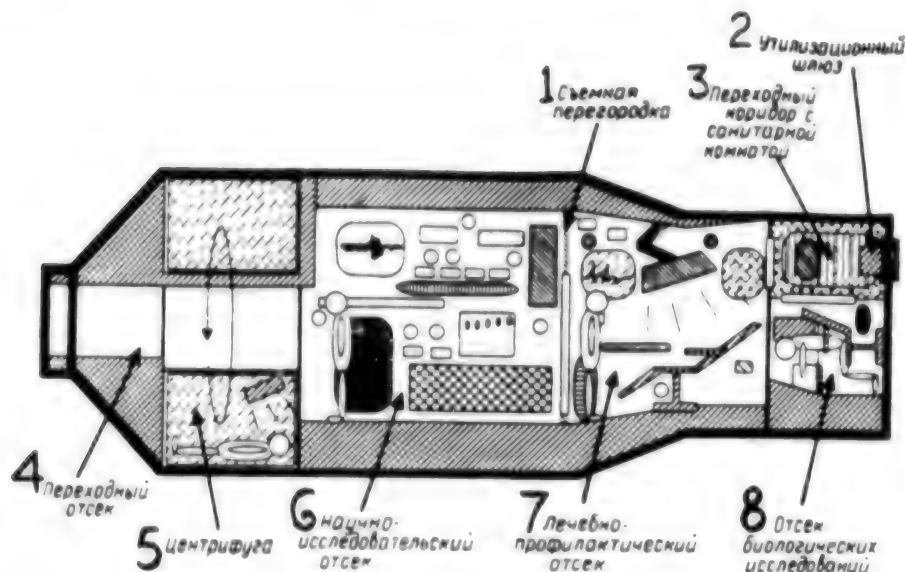 1 Съемная
перегородка
2 Утилизационный
шлюз
3 Переходный
коридор с
санитарной
комнатой
4 Переходный
отсек
5 Центрифуга
6 Научно-
исследовательский
отсек
7 Лечебно-
профилактический
отсек
8 Отсек
биологических
исследований